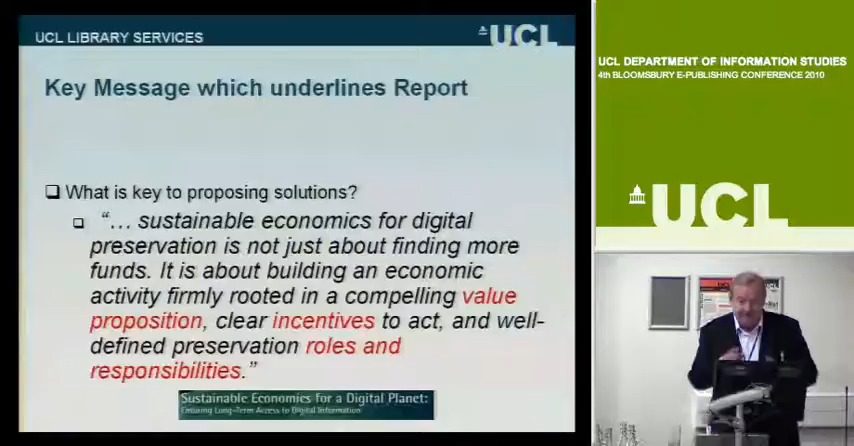 UCL LIBRARY SERVICES
UCL
Key Message which underlines Report
What is key to proposing solutions?
“… sustainable economics for digital
preservation is not just about finding more
funds. It is about building an economic
activity firmly rooted in a compelling value
proposition, clear incentives to act, and well-
defined preservation roles and
responsibilities.”
Sustainable Economics for a Digital Planet:
Ensuring Long-Term Access to Digital Information
UCL DEPARTMENT OF INFORMATION STUDIES
4th BLOOMSBURY E-PUBLISHING CONFERENCE 2010
UCL